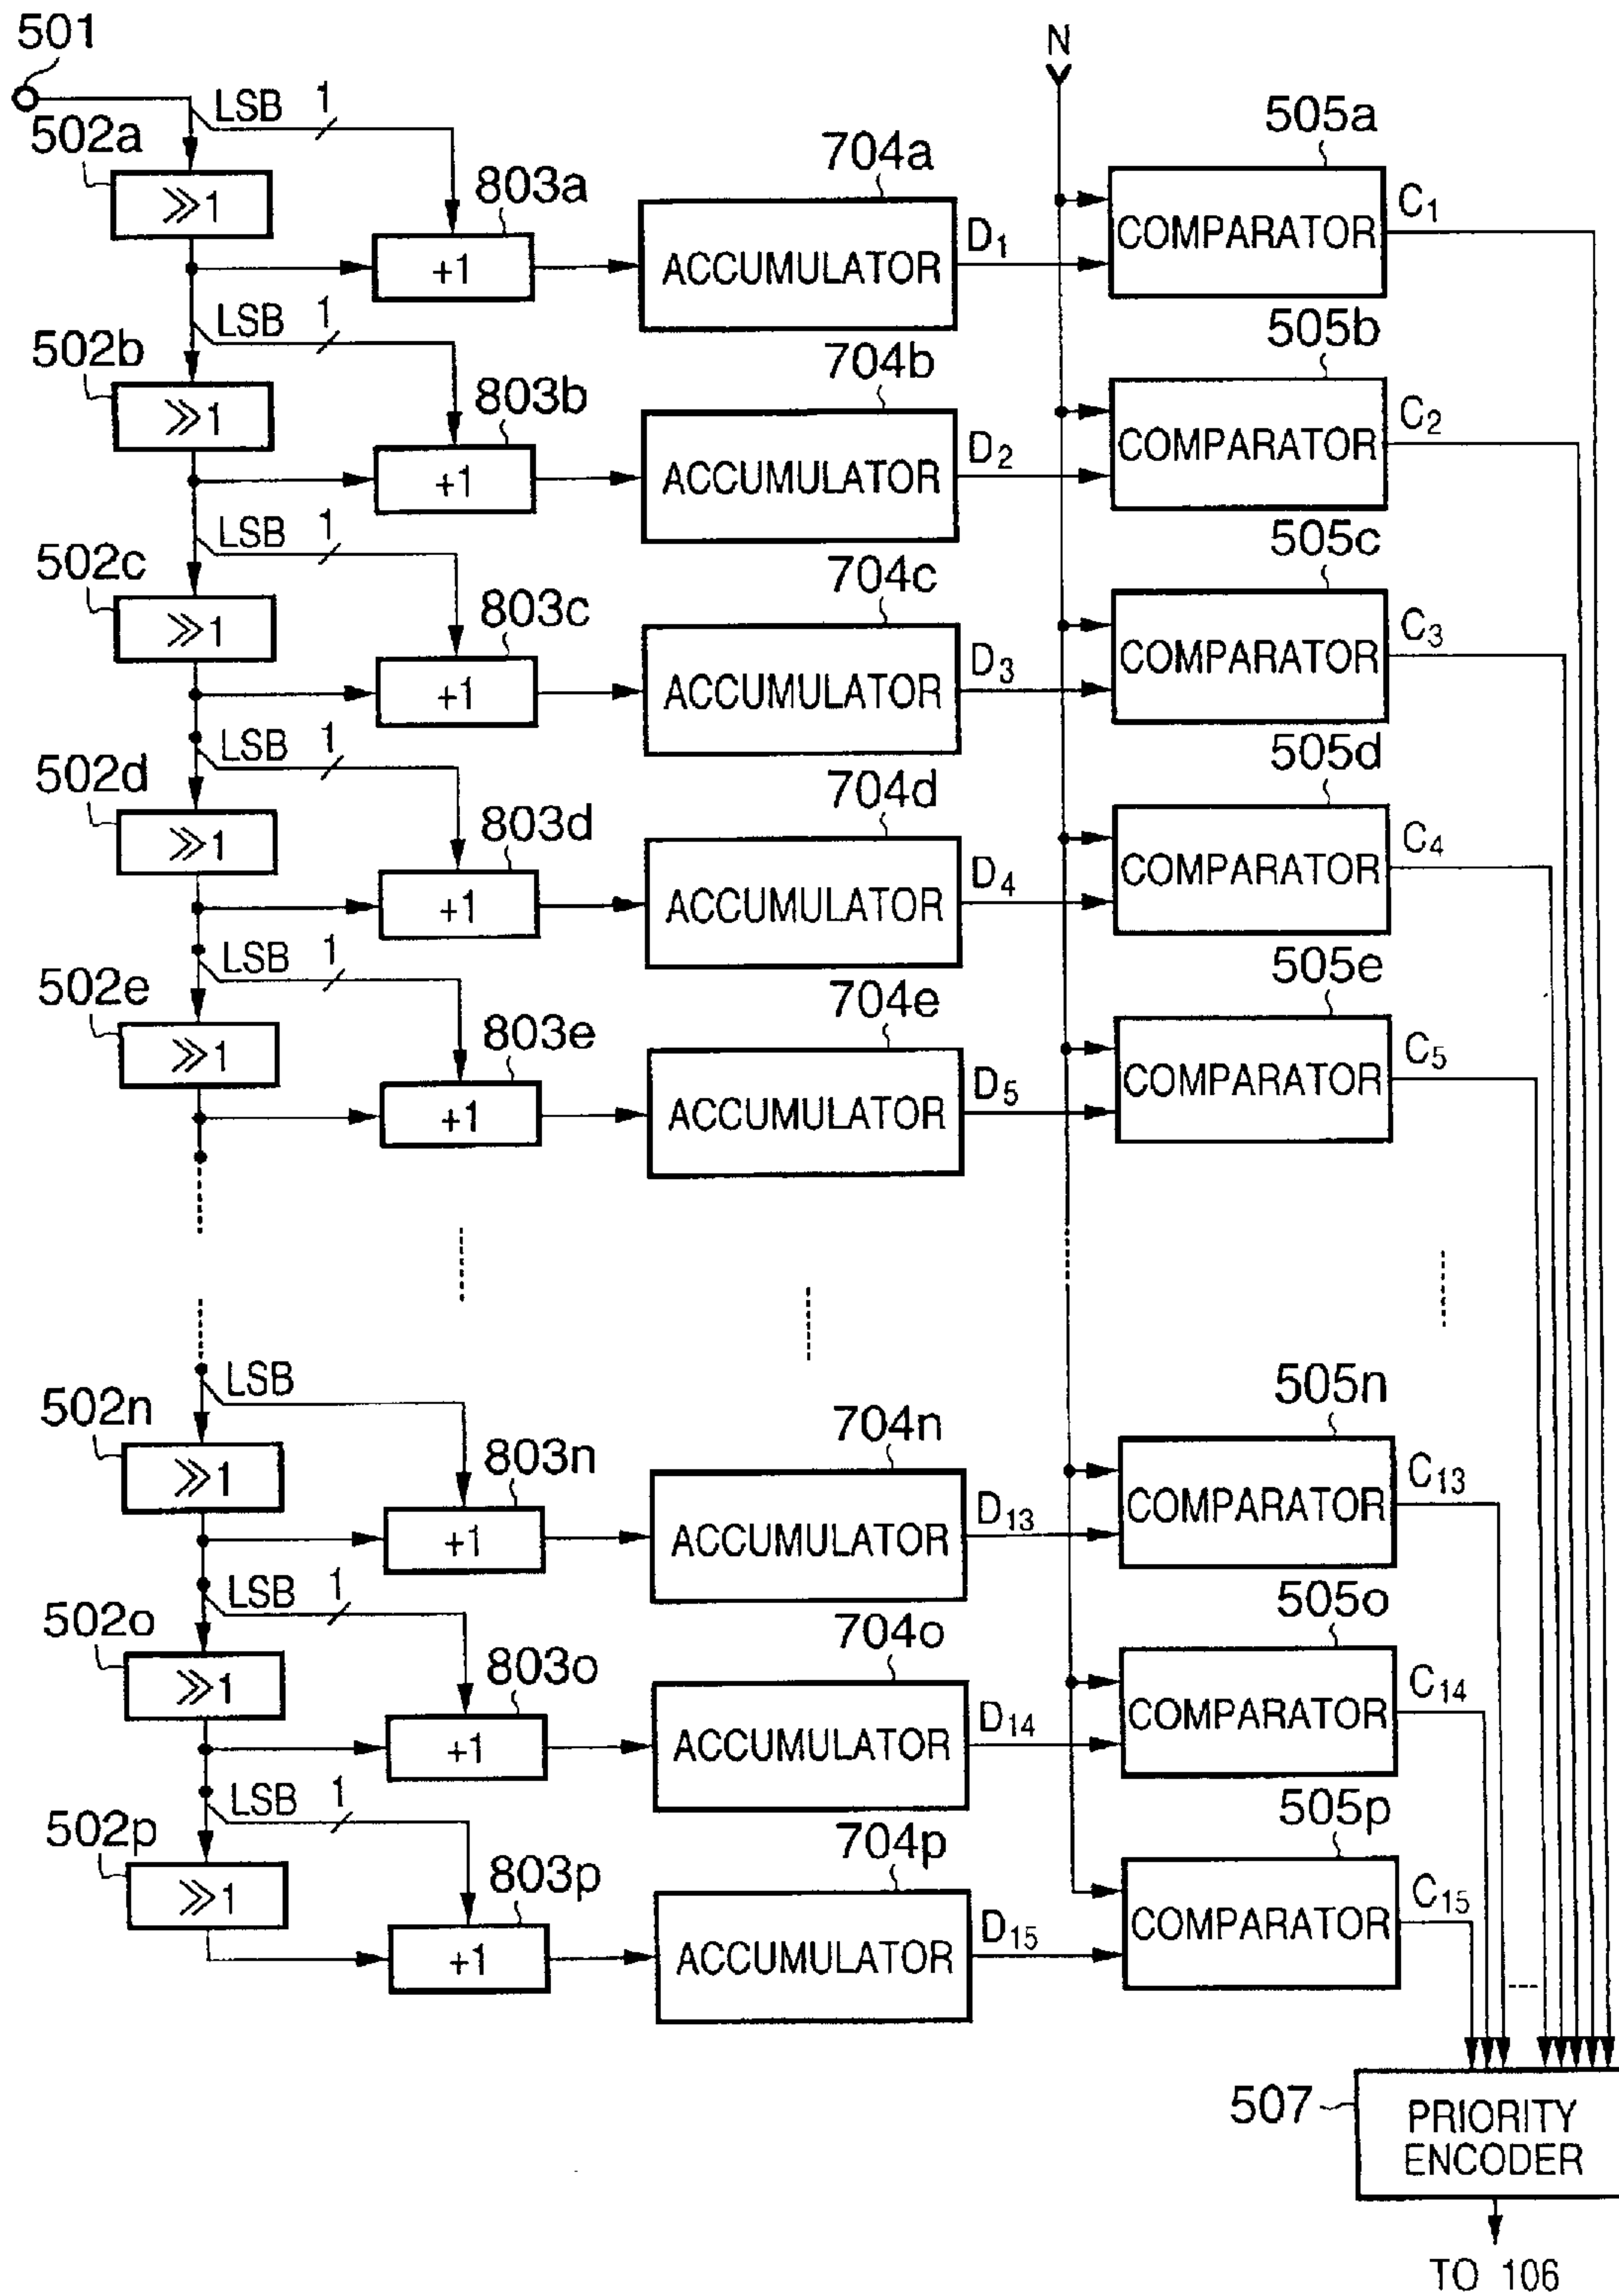 501
N
LSB 1
505a
502a
704a
803a
C1
>>1
COMPARATOR
D1
+1
ACCUMULATOR
LSB 1
505b
502b
704b
803b
C2
>>1
COMPARATOR
D2
+1
ACCUMULATOR
LSB 1
505c
502c
704c
803c
C3
>>1
COMPARATOR
D3
+1
ACCUMULATOR
LSB 1
505d
502d
704d
803d
C4
>>1
COMPARATOR
D4
+1
ACCUMULATOR
LSB 1
505e
502e
704e
803e
C5
>>1
COMPARATOR
D5
+1
ACCUMULATOR
LSB
505n
502n
704n
803n
C13
>>1
COMPARATOR
D13
+1
ACCUMULATOR
LSB 1
505o
502o
704o
803o
C14
>>1
COMPARATOR
D14
+1
ACCUMULATOR
LSB 1
505p
502p
704p
803p
C15
>>1
COMPARATOR
D15
+1
ACCUMULATOR
507
PRIORITY
ENCODER
TO 106